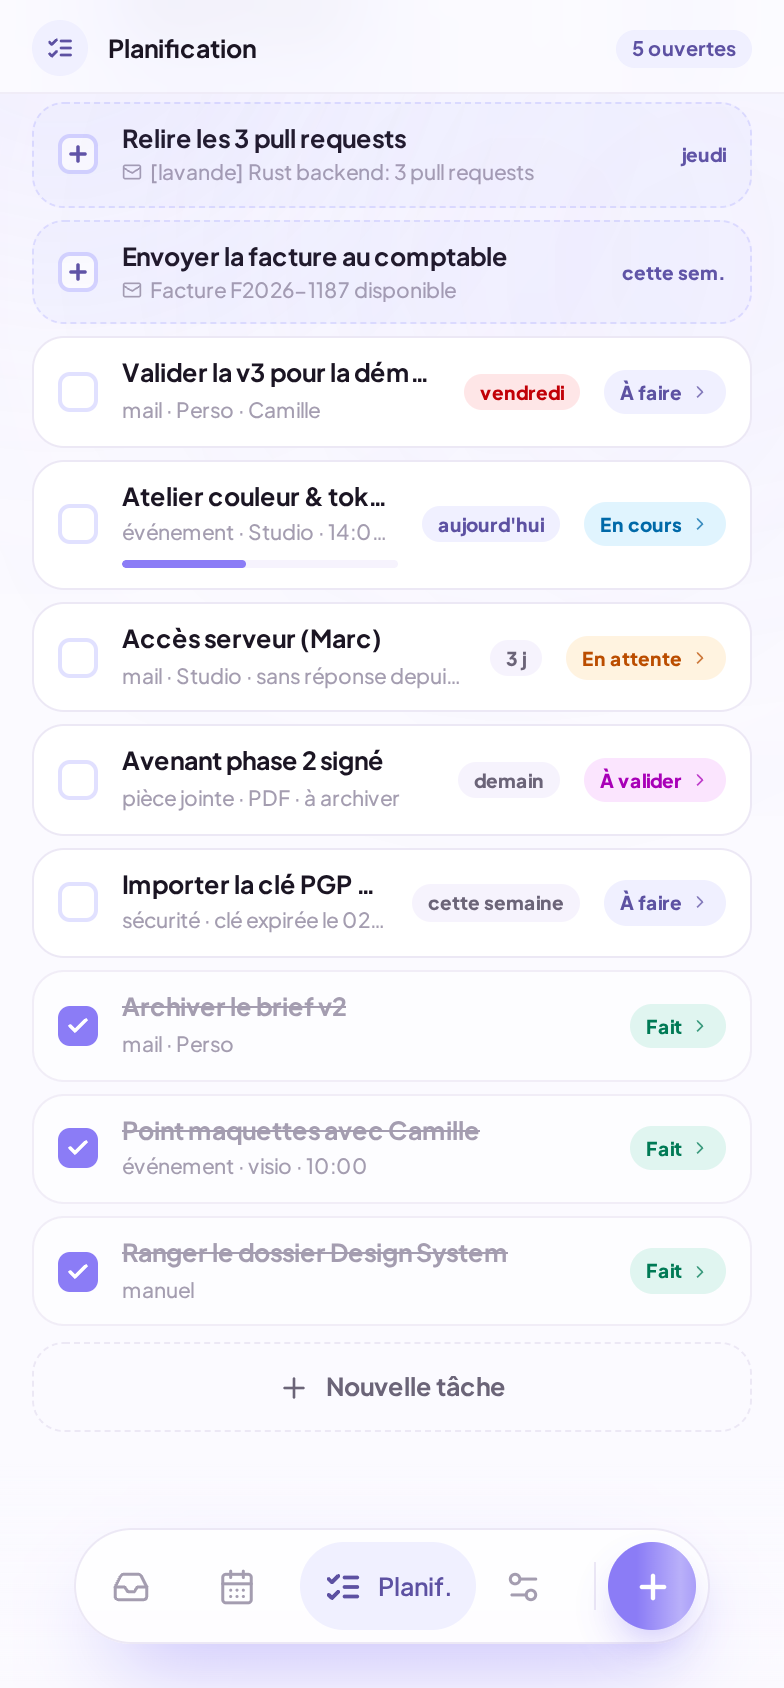 Planification
5 ouvertes
Relire les 3 pull requests
[lavande] Rust backend: 3 pull requests
jeudi
Envoyer la facture au comptable
Facture F2026-1187 disponible
cette sem.
Valider la v3 pour la dém...
mail · Perso · Camille
vendredi
À faire
Atelier couleur & tok...
événement · Studio · 14:0...
aujourd'hui
En cours
Accès serveur (Marc)
mail · Studio · sans réponse depui...
3 j
En attente
Avenant phase 2 signé
pièce jointe · PDF · à archiver
demain
À valider
Importer la clé PGP ...
sécurité · clé expirée le 02...
cette semaine
À faire
Archiver le brief v2
mail · Perso
Fait
Point maquettes avec Camille
événement · visio · 10:00
Fait
Ranger le dossier Design System
manuel
Fait
Nouvelle tâche
Planif.